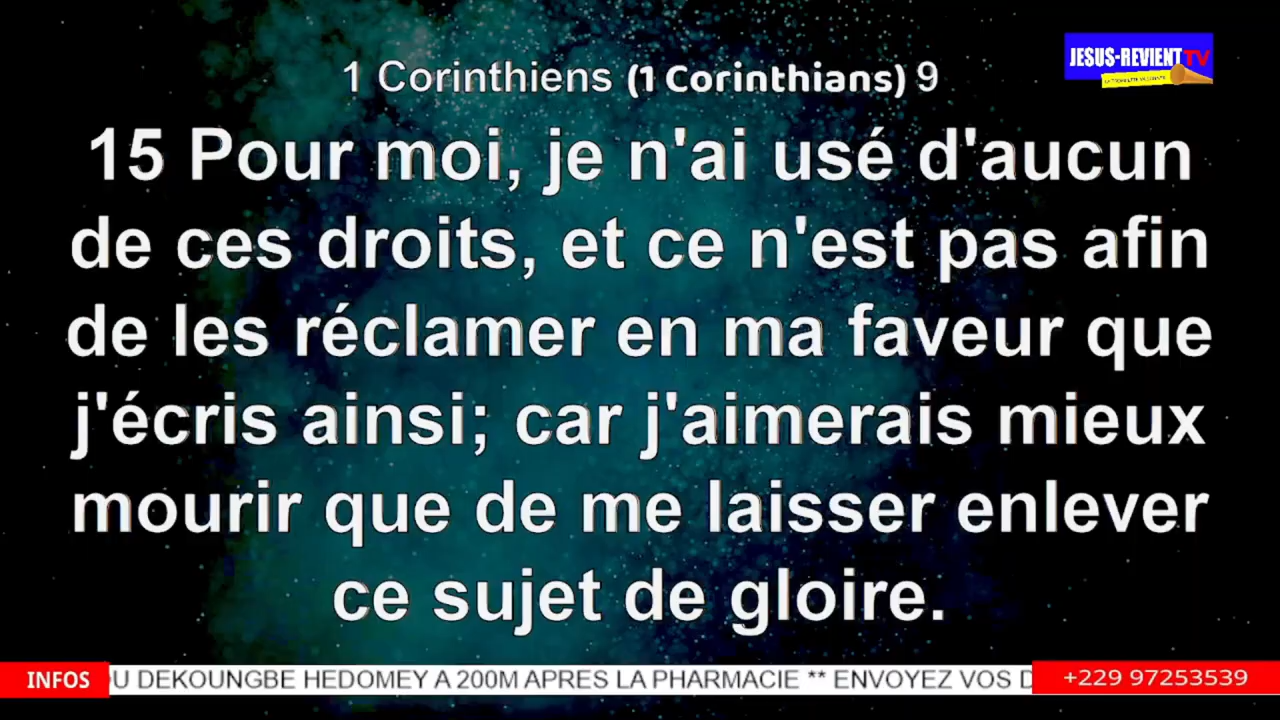 JESUS-REVIENT TV
1 Corinthiens (1 Corinthians) 9
15 Pour moi, je n'ai usé d'aucun
de ces droits, et ce n'est pas afin
de les réclamer en ma faveur que
j'écris ainsi; car j'aimerais mieux
mourir que de me laisser enlever
ce sujet de gloire.
INFOS
U DEKOUNGBE HEDOMEY A 200M APRES LA PHARMACIE ** ENVOYEZ VOS D
+229 97253539